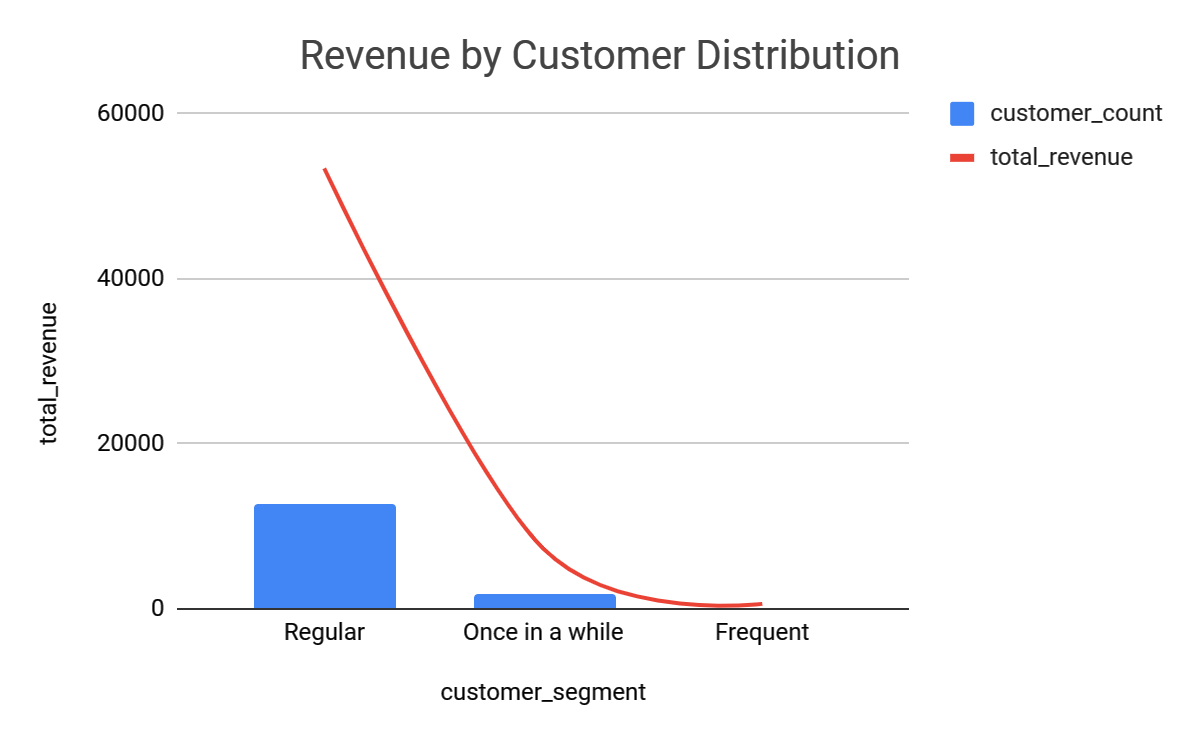 Revenue by Customer Distribution
customer_count
total_revenue
60000
40000
20000
0
total_revenue
Regular
Once in a while
Frequent
customer_segment